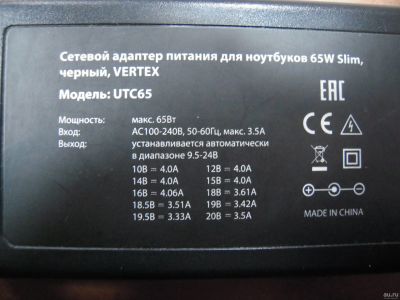 Сетевой адаптер питания для ноутбуков 65W Slim,
черный, VERTEX
Модель: UTC65
Мощность: макс. 65Вт
Вход: AC100-240В, 50-60Гц, макс. 3.5А
Выход: устанавливается автоматически
в диапазоне 9.5-24В
10В = 4.0А 12В = 4.0А
14В = 4.0А 15В = 4.0А
16В = 4.06А 18В = 3.61А
18.5В = 3.51А 19В = 3.42А
19.5В = 3.33А 20В = 3.5А
EAC
CE
MADE IN CHINA
au.ru